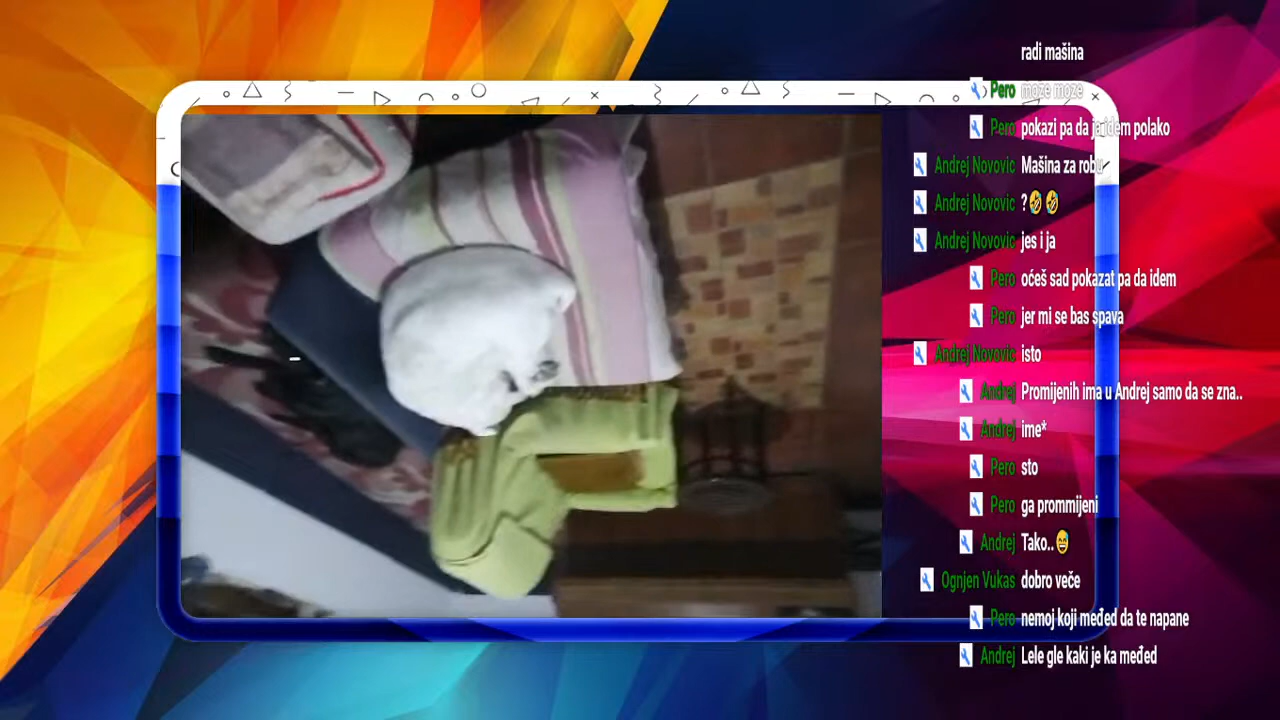 radi mašina
Pero moze moze
Pero pokazi pa da ja idem polako
Andrej Novovic Mašina za robu
Andrej Novovic ?🤣🤣
Andrej Novovic jes i ja
Pero oćeš sad pokazat pa da idem
Pero jer mi se bas spava
Andrej Novovic isto
Andrej Promijenih ima u Andrej samo da se zna..
Andrej ime*
Pero sto
Pero ga prommijeni
Andrej Tako..😅
Ognjen Vukas dobro veče
Pero nemoj koji međed da te napane
Andrej Lele gle kaki je ka međed